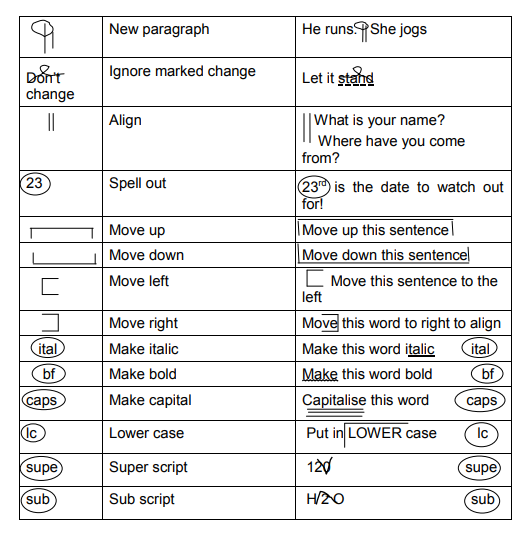 New paragraph He runs. She jogs
Don't change Ignore marked change Let it stand
Align What is your name?
Where have you come
from?
23 Spell out 23rd is the date to watch out
for!
Move up Move up this sentence
Move down Move down this sentence
Move left Move this sentence to the
left
Move right Move this word to right to align
ital Make italic Make this word italic ital
bf Make bold Make this word bold bf
caps Make capital Capitalise this word caps
lc Lower case Put in LOWER case lc
supe Super script 120 supe
sub Sub script H/2 O sub